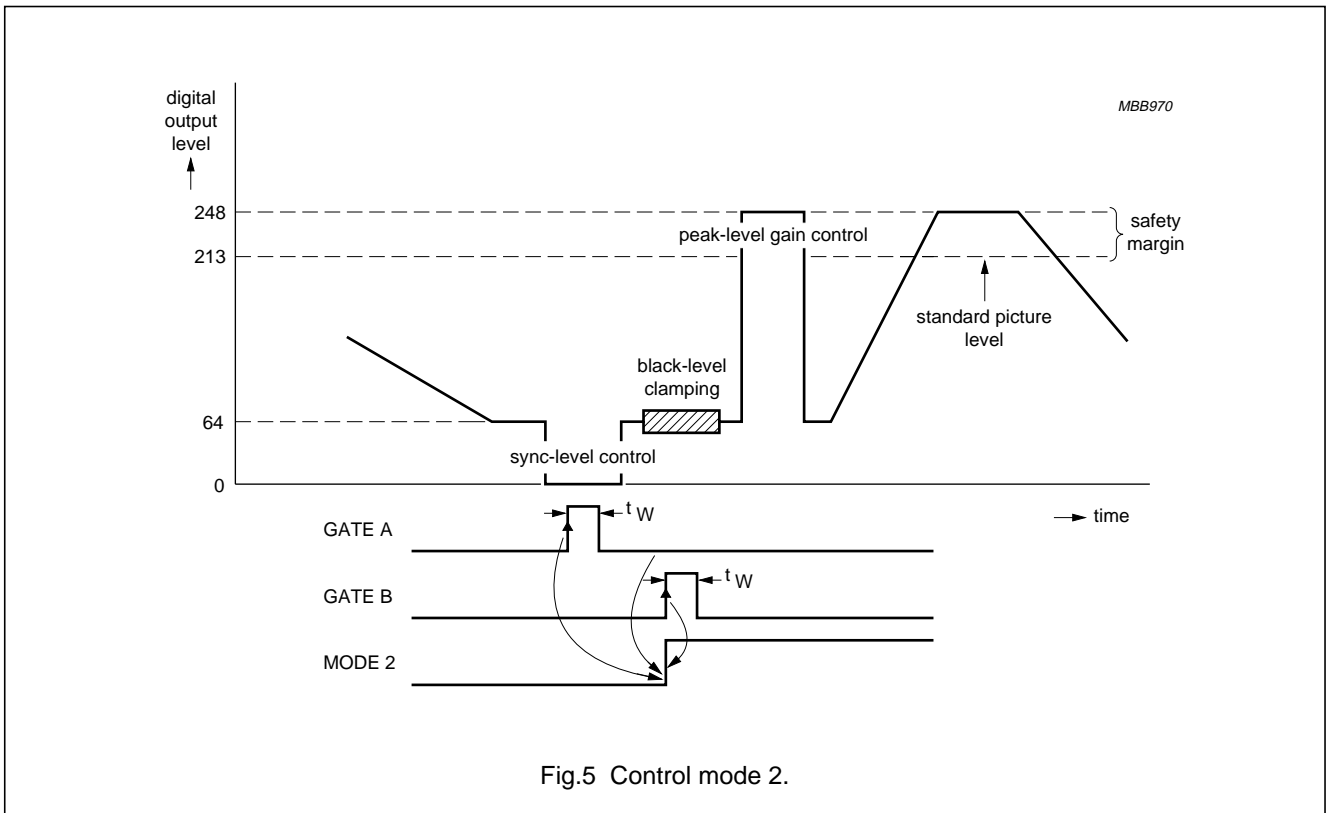 digital
output
level
MBB970
248
213
64
0
peak-level gain control
safety
margin
standard picture
level
black-level
clamping
sync-level control
time
GATE A
t W
GATE B
t W
MODE 2
Fig.5 Control mode 2.